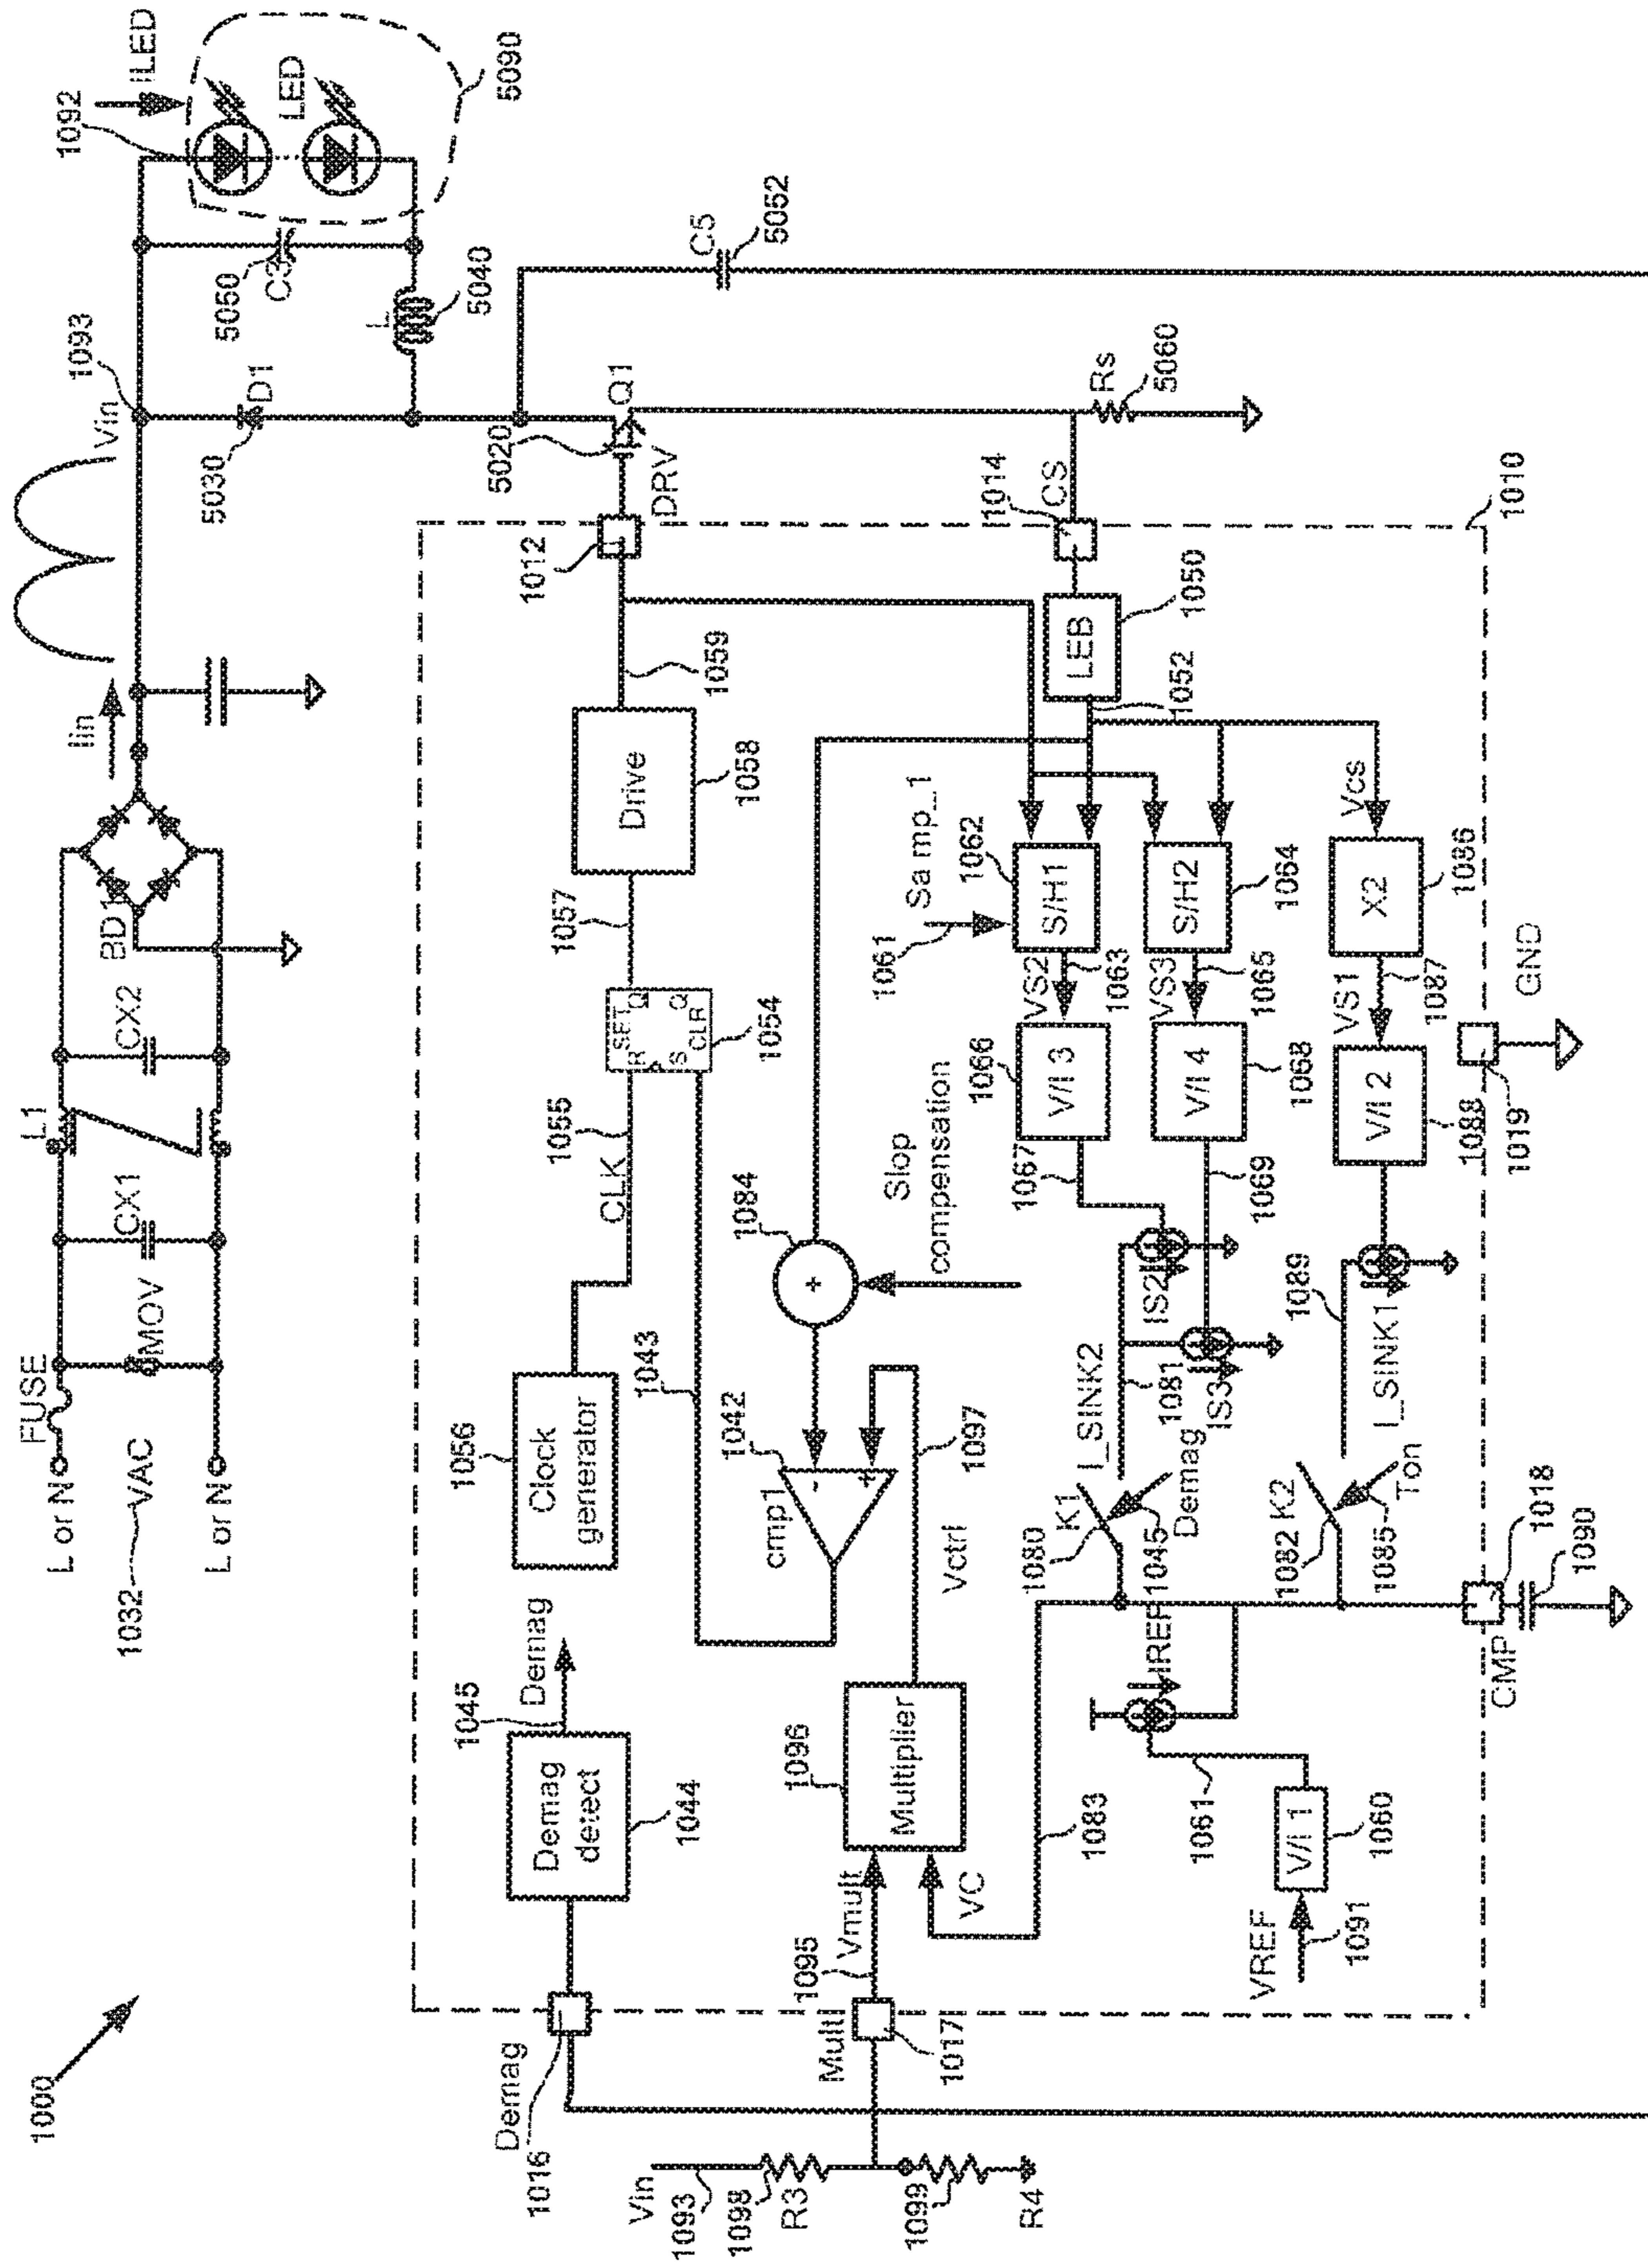 1000
L or N
FUSE
1032
VAC
MOV
CX1
L1
CX2
BD1
L or N
Iin
Vin
1093
5030
D1
1092
ILED
LED
5090
5050
C3
L
5040
C5
5052
5020
Q1
DRV
1012
Rs
5060
CS
1014
1010
Demag
1016
Demag
detect
1044
1045
Demag
1056
Clock
generator
CLK
1055
R
SET
Q
S
CLR
Q
1054
1057
Drive
1058
1059
1043
cmp1
1042
-
+
1084
+
Slop
compensation
Sa mp_1
1061
LEB
1050
1052
Vin
1093
1098
R3
1099
R4
Multi
1017
1095
Vmult
VC
1096
Multiplier
Vctrl
1097
S/H1
1062
VS2
1063
V/I 3
1066
1067
S/H2
1064
VS3
1065
V/I 4
1068
1069
Vcs
X2
1086
VS1
1087
V/I 2
1088
IS2
IS3
I_SINK2
1081
K1
1080
Demag
1045
I_SINK1
1089
K2
1082
Ton
1085
1083
IREF
1061
VREF
1091
V/I 1
1060
CMP
1018
1090
1019
GND